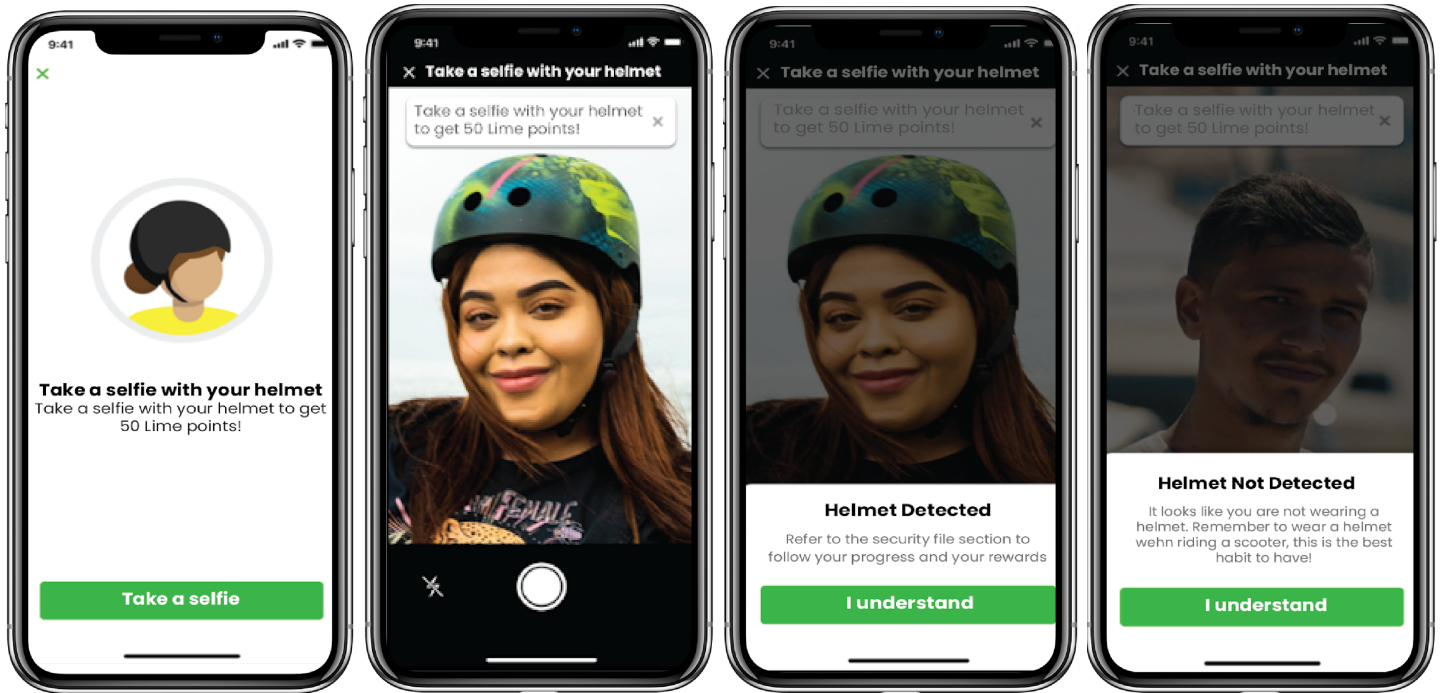 9:41
Take a selfie with your helmet
Take a selfie with your helmet to get
50 Lime points!
Take a selfie
9:41
Take a selfie with your helmet
Take a selfie with your helmet
to get 50 Lime points!
FEMALE
9:41
Take a selfie with your helmet
Take a selfie with your helmet
to get 50 Lime points!
Helmet Detected
Refer to the security file section to
follow your progress and your rewards
I understand
9:41
Take a selfie with your helmet
Take a selfie with your helmet
to get 50 Lime points!
Helmet Not Detected
It looks like you are not wearing a
helmet. Remember to wear a helmet
wehn riding a scooter, this is the best
habit to have!
I understand